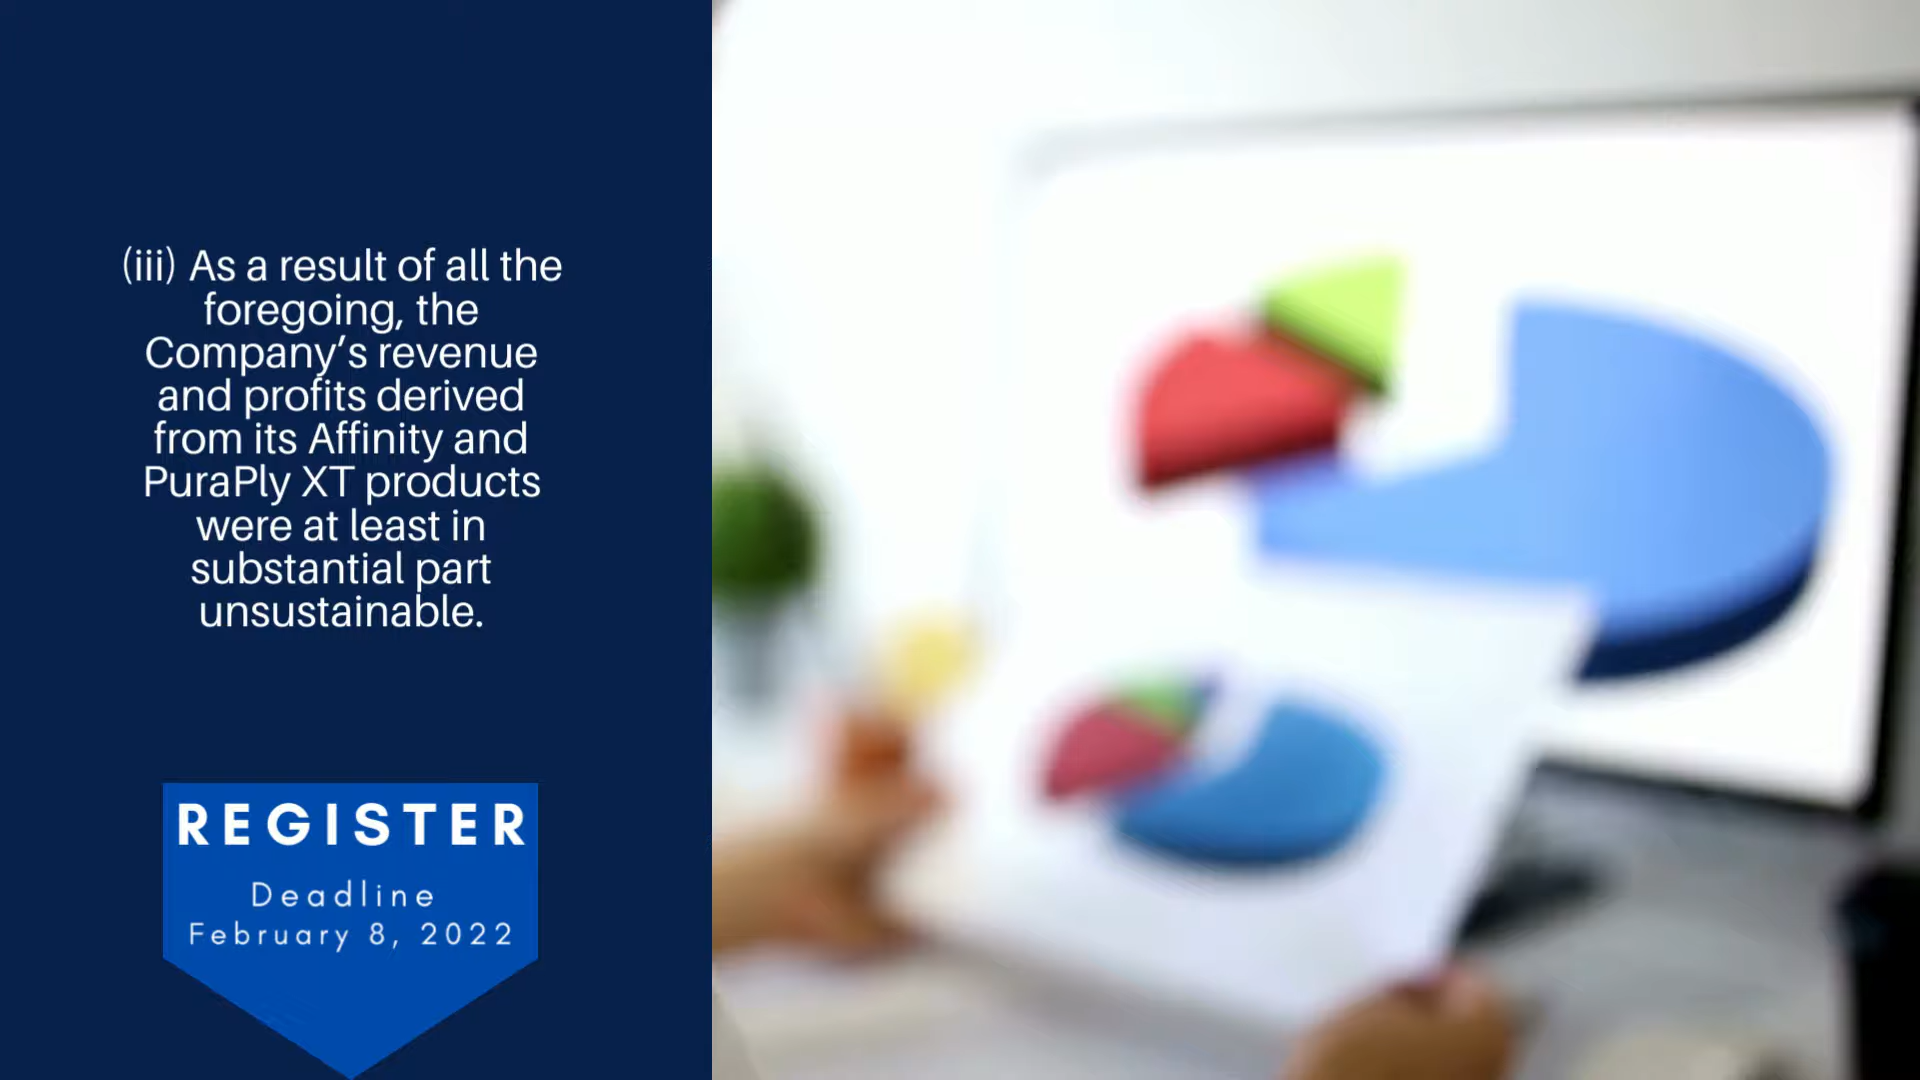 (iii) As a result of all the
foregoing, the
Company’s revenue
and profits derived
from its Affinity and
PuraPly XT products
were at least in
substantial part
unsustainable.
REGISTER
Deadline
February 8, 2022